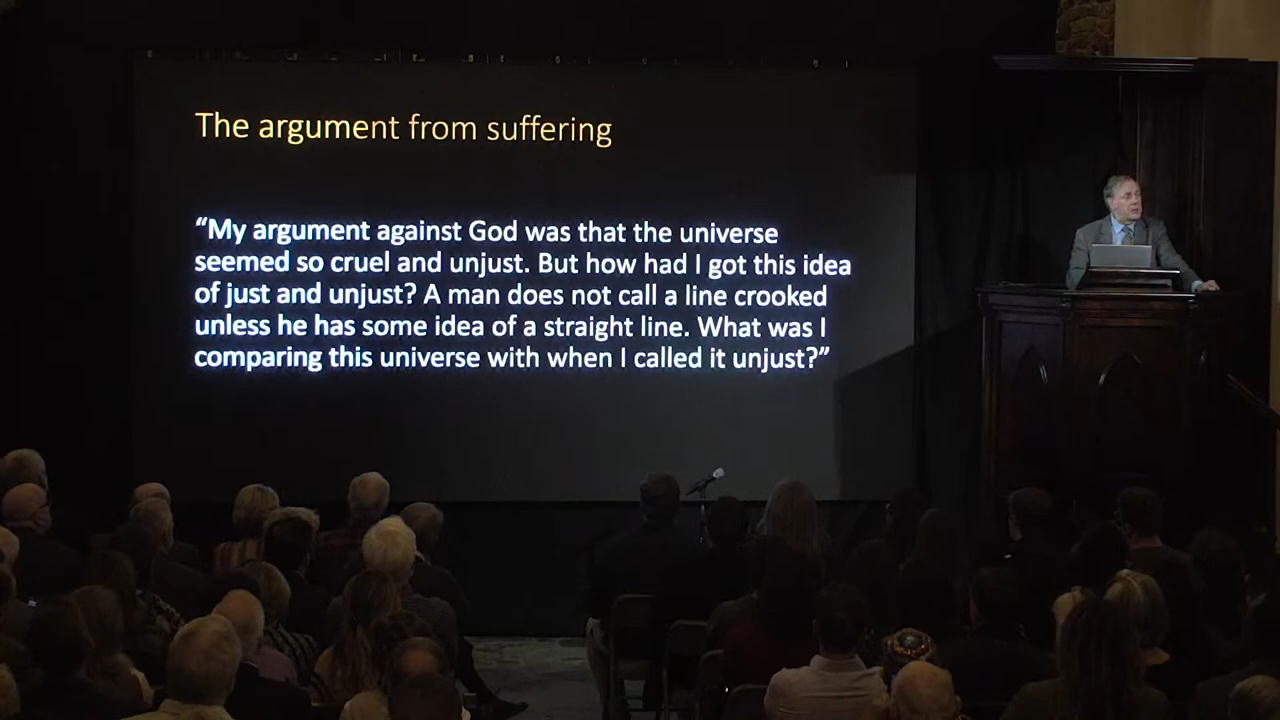 The argument from suffering
“My argument against God was that the universe
seemed so cruel and unjust. But how had I got this idea
of just and unjust? A man does not call a line crooked
unless he has some idea of a straight line. What was I
comparing this universe with when I called it unjust?”